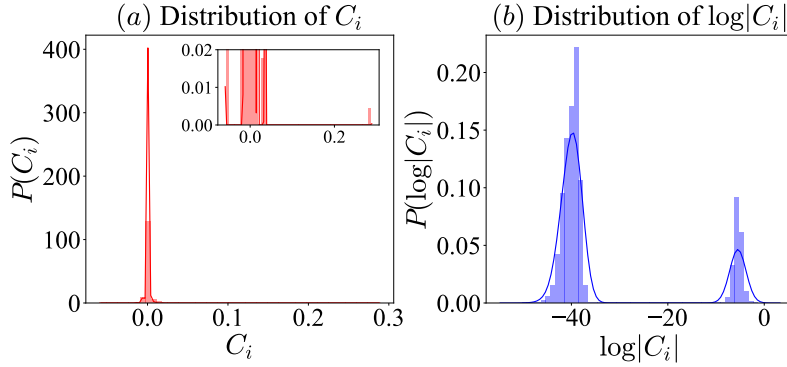 (a) Distribution of C_i
P(C_i)
400
300
200
100
0
0.0 0.1 0.2 0.3
C_i
0.02
0.01
0.00
0.0 0.2
(b) Distribution of log|C_i|
P(log|C_i|)
0.20
0.15
0.10
0.05
0.00
−40 −20 0
log|C_i|